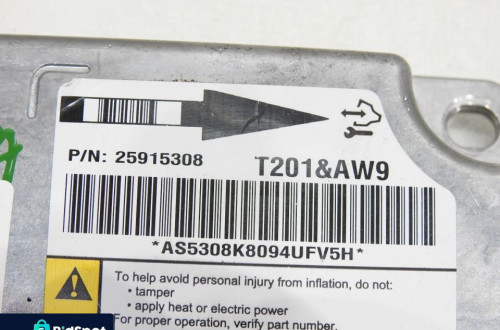 P/N: 25915308
T201&AW9
*AS5308K8094UFV5H*
To help avoid personal injury from inflation, do not:
• tamper
• apply heat or electric power
For proper operation, verify part number.
BidSpot